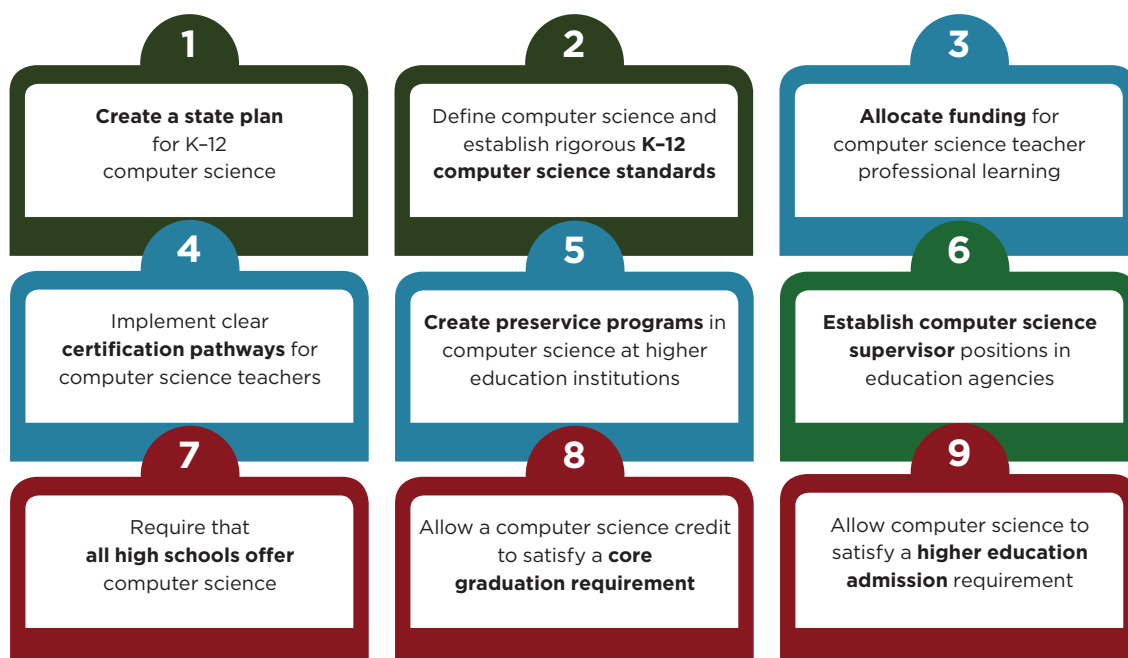 1
Create a state plan
for K–12
computer science
2
Define computer science and
establish rigorous K–12
computer science standards
3
Allocate funding for
computer science teacher
professional learning
4
Implement clear
certification pathways for
computer science teachers
5
Create preservice programs in
computer science at higher
education institutions
6
Establish computer science
supervisor positions in
education agencies
7
Require that
all high schools offer
computer science
8
Allow a computer science credit
to satisfy a core
graduation requirement
9
Allow computer science to
satisfy a higher education
admission requirement